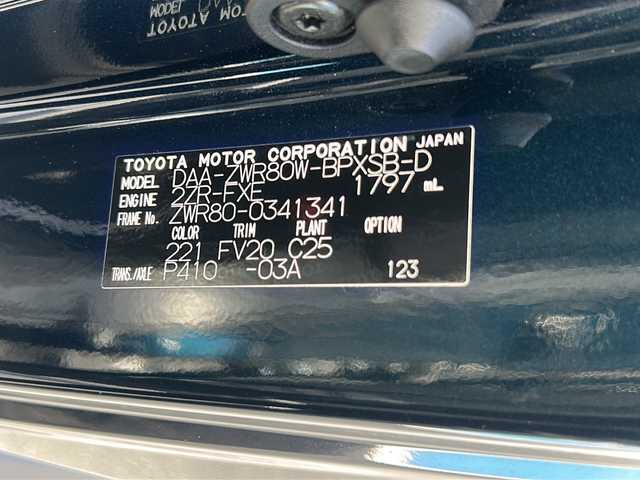 TOYOTA MOTOR CORPORATION JAPAN
MODEL DAA-ZWR80W-BPXSB-D
ENGINE 2ZR-FXE 1797 mL
FRAME No. ZWR80-0341341
COLOR TRIM PLANT OPTION
221 FV20 C25
TRANS./AXLE P410 -03A 123